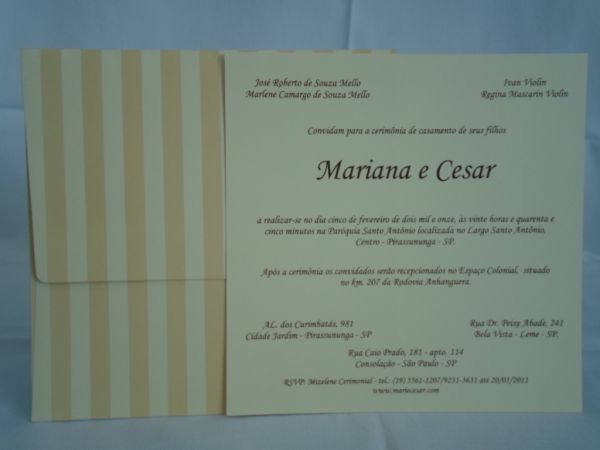 José Roberto de Souza Mello
Marlene Camargo de Souza Mello
Ivan Violin
Regina Mascarin Violin
Convidam para a cerimônia de casamento de seus filhos
Mariana e Cesar
a realizar-se no dia cinco de fevereiro de dois mil e onze, às vinte horas e quarenta e
cinco minutos na Paróquia Santo Antônio localizada no Largo Santo Antônio,
Centro - Pirassununga - SP.
Após a cerimônia os convidados serão recepcionados no Espaço Colonial, situado
no km. 207 da Rodovia Anhanguera.
AL. dos Curimbatás, 981
Cidade Jardim - Pirassununga - SP
Rua Dr. Peixe Abade, 241
Bela Vista - Leme - SP.
Rua Caio Prado, 181 - apto. 114
Consolação - São Paulo - SP
RSVP: Mizelene Cerimonial - tel.: (19) 3561-1207/9231-3631 até 20/01/2011
www.mariecesar.com